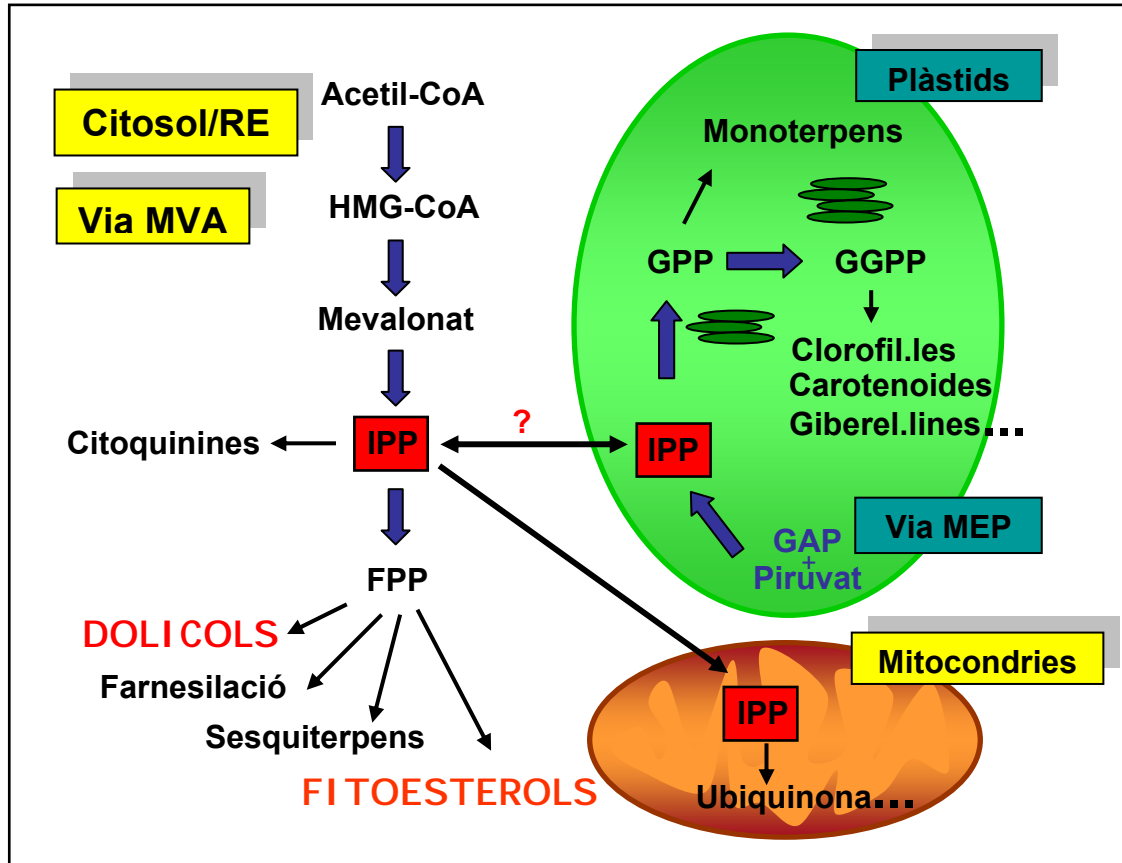 Citosol/RE
Via MVA
Acetil-CoA
HMG-CoA
Mevalonat
Citoquinines
IPP
?
FPP
DOLICOLS
Farnesilació
Sesquiterpens
FITOESTEROLS
Plàstids
Monoterpens
GPP
GGPP
Clorofil.les
Carotenoides
Giberel.lines...
IPP
Via MEP
GAP
+
Piruvat
Mitocondries
IPP
Ubiquinona...